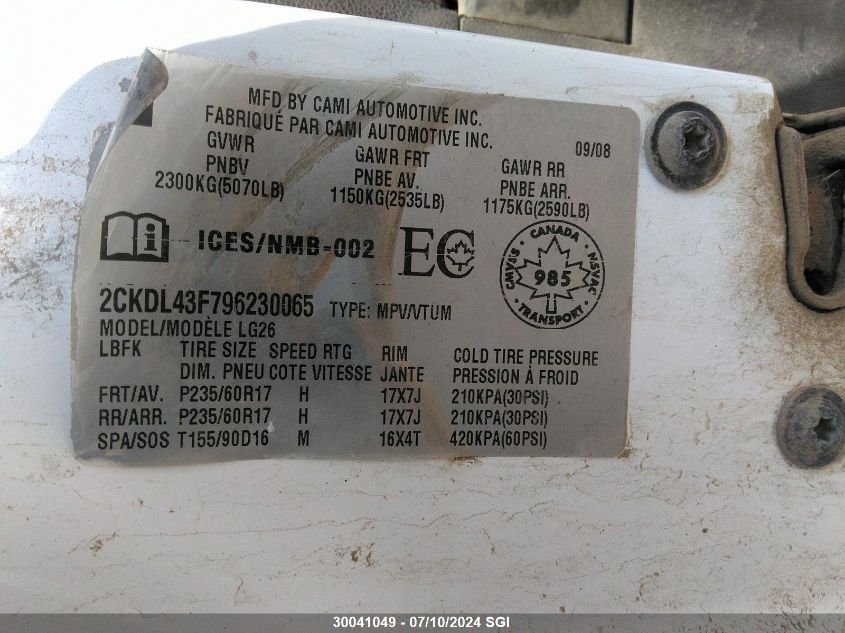 MFD BY CAMI AUTOMOTIVE INC.
FABRIQUÉ PAR CAMI AUTOMOTIVE INC.
09/08
GVWR GAWR FRT GAWR RR
PNBV PNBE AV. PNBE ARR.
2300KG(5070LB) 1150KG(2535LB) 1175KG(2590LB)
i ICES/NMB-002 EC
CANADA
CMVSS 985 NSVAC
TRANSPORT
2CKDL43F796230065 TYPE: MPV/VTUM
MODEL/MODÈLE LG26
LBFK TIRE SIZE SPEED RTG RIM COLD TIRE PRESSURE
DIM. PNEU COTE VITESSE JANTE PRESSION À FROID
FRT/AV. P235/60R17 H 17X7J 210KPA(30PSI)
RR/ARR. P235/60R17 H 17X7J 210KPA(30PSI)
SPA/SOS T155/90D16 M 16X4T 420KPA(60PSI)
30041049 - 07/10/2024 SGI